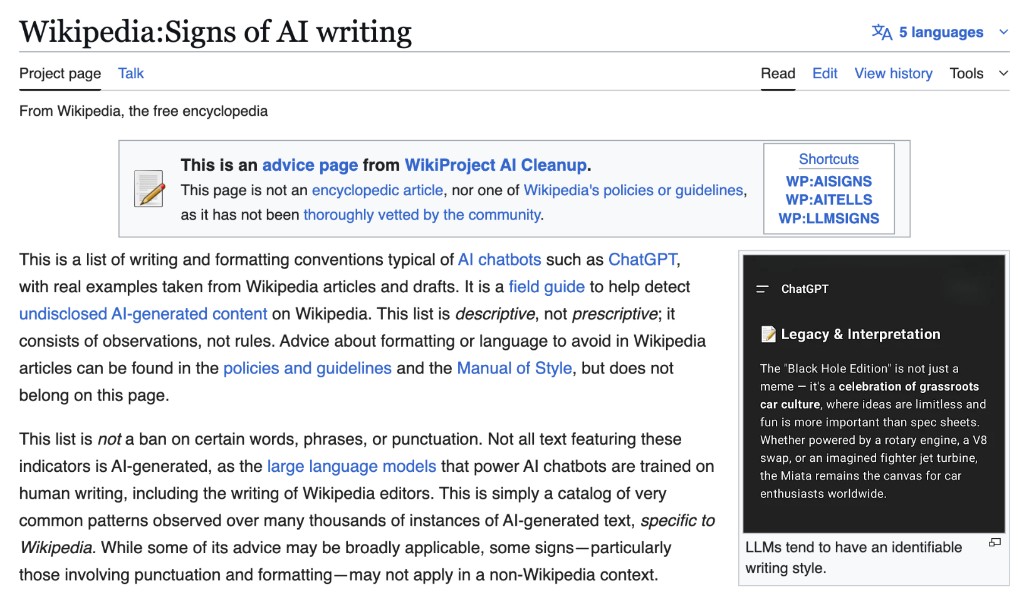 Wikipedia:Signs of AI writing
5 languages
Project page
Talk
Read
Edit
View history
Tools
From Wikipedia, the free encyclopedia
This is an advice page from WikiProject AI Cleanup.
This page is not an encyclopedic article, nor one of Wikipedia's policies or guidelines,
as it has not been thoroughly vetted by the community.
Shortcuts
WP:AISIGNS
WP:AITELLS
WP:LLMSIGNS
This is a list of writing and formatting conventions typical of AI chatbots such as ChatGPT,
with real examples taken from Wikipedia articles and drafts. It is a field guide to help detect
undisclosed AI-generated content on Wikipedia. This list is descriptive, not prescriptive; it
consists of observations, not rules. Advice about formatting or language to avoid in Wikipedia
articles can be found in the policies and guidelines and the Manual of Style, but does not
belong on this page.
This list is not a ban on certain words, phrases, or punctuation. Not all text featuring these
indicators is AI-generated, as the large language models that power AI chatbots are trained on
human writing, including the writing of Wikipedia editors. This is simply a catalog of very
common patterns observed over many thousands of instances of AI-generated text, specific to
Wikipedia. While some of its advice may be broadly applicable, some signs—particularly
those involving punctuation and formatting—may not apply in a non-Wikipedia context.
ChatGPT
Legacy & Interpretation
The "Black Hole Edition" is not just a
meme — it's a celebration of grassroots
car culture, where ideas are limitless and
fun is more important than spec sheets.
Whether powered by a rotary engine, a V8
swap, or an imagined fighter jet turbine,
the Miata remains the canvas for car
enthusiasts worldwide.
LLMs tend to have an identifiable
writing style.